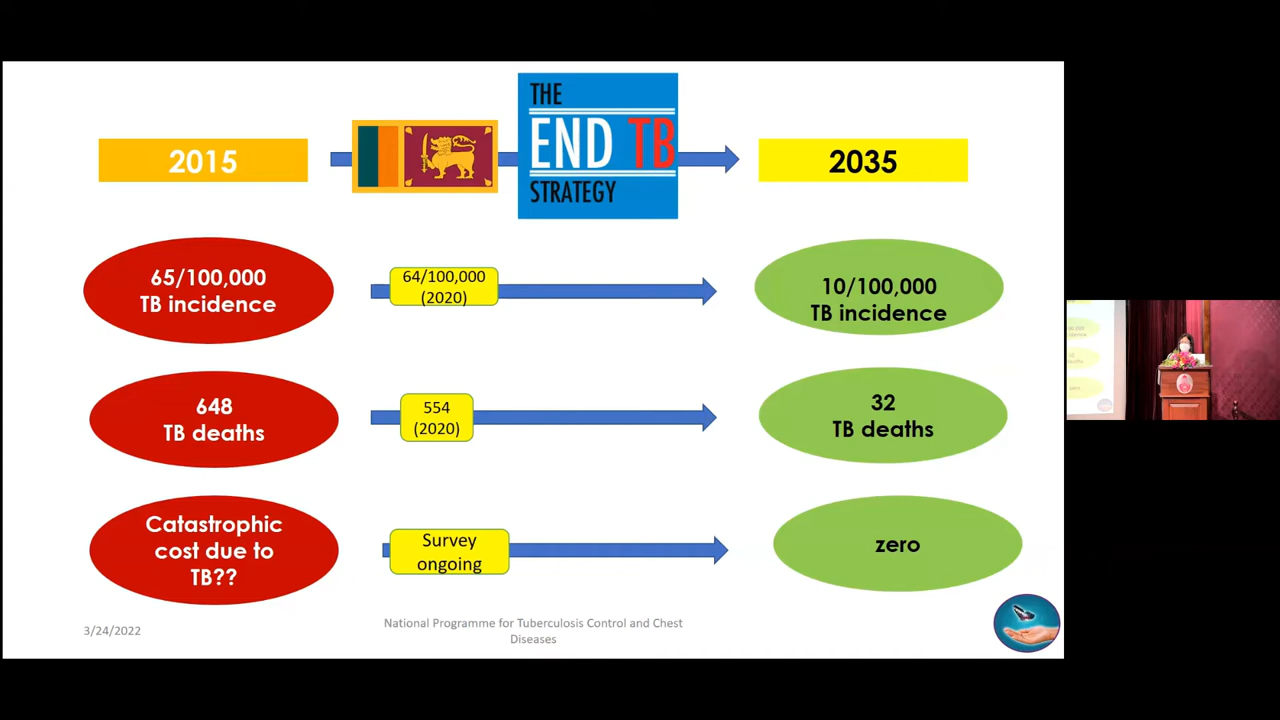 THE
END TB
STRATEGY
2015
2035
65/100,000
TB incidence
64/100,000
(2020)
10/100,000
TB incidence
648
TB deaths
554
(2020)
32
TB deaths
Catastrophic
cost due to
TB??
Survey
ongoing
zero
3/24/2022
National Programme for Tuberculosis Control and Chest
Diseases